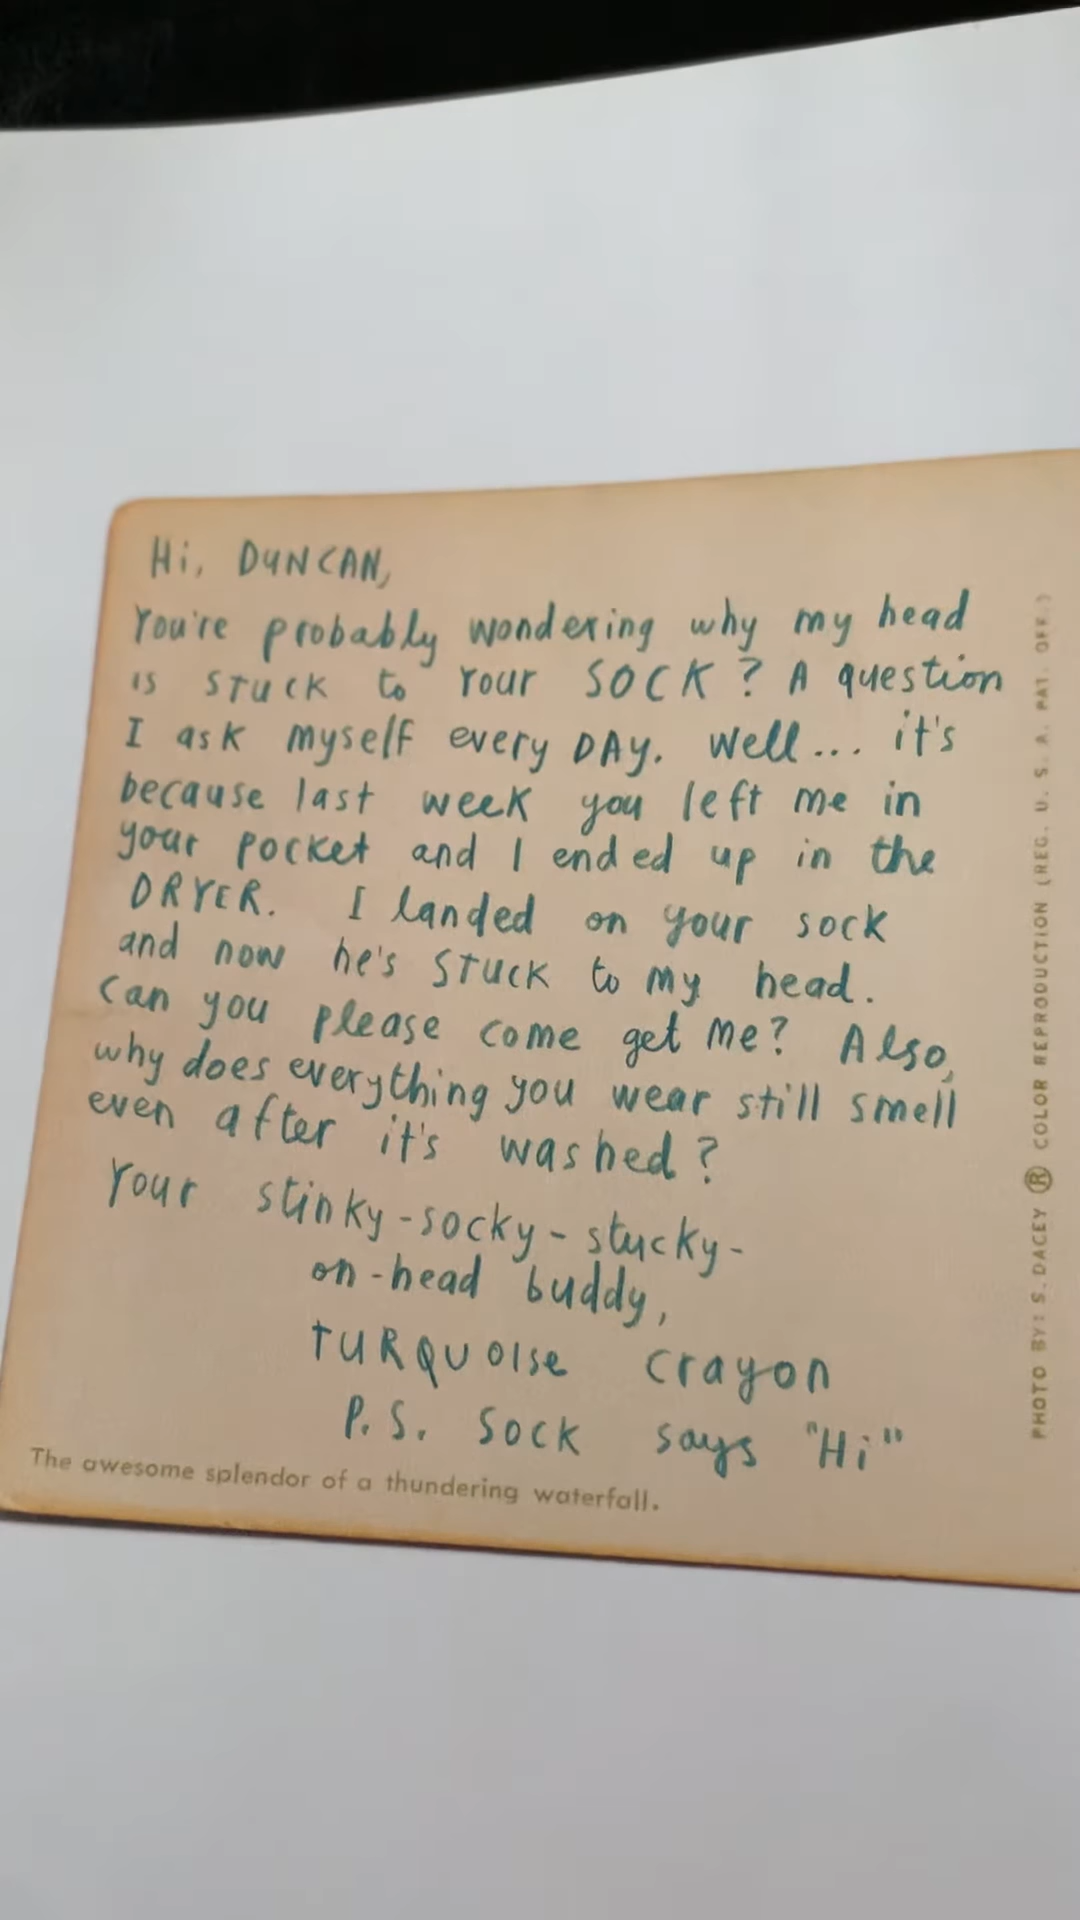 Hi, DUNCAN,
You're probably wondering why my head
is STUCK to Your SOCK? A question
I ask myself every DAY. Well... it's
because last week you left me in
your pocket and I ended up in the
DRYER. I landed on your sock
and now he's STUCK to my head.
Can you please come get me? Also,
why does everything you wear still smell
even after it's washed?
Your stinky-socky-stucky-
on-head buddy,
TURQUOISe crayon
P.S. SOCK says "Hi"
The awesome splendor of a thundering waterfall.
PHOTO BY: S. DACEY ® COLOR REPRODUCTION (REG. U. S. A. PAT. OFF.)